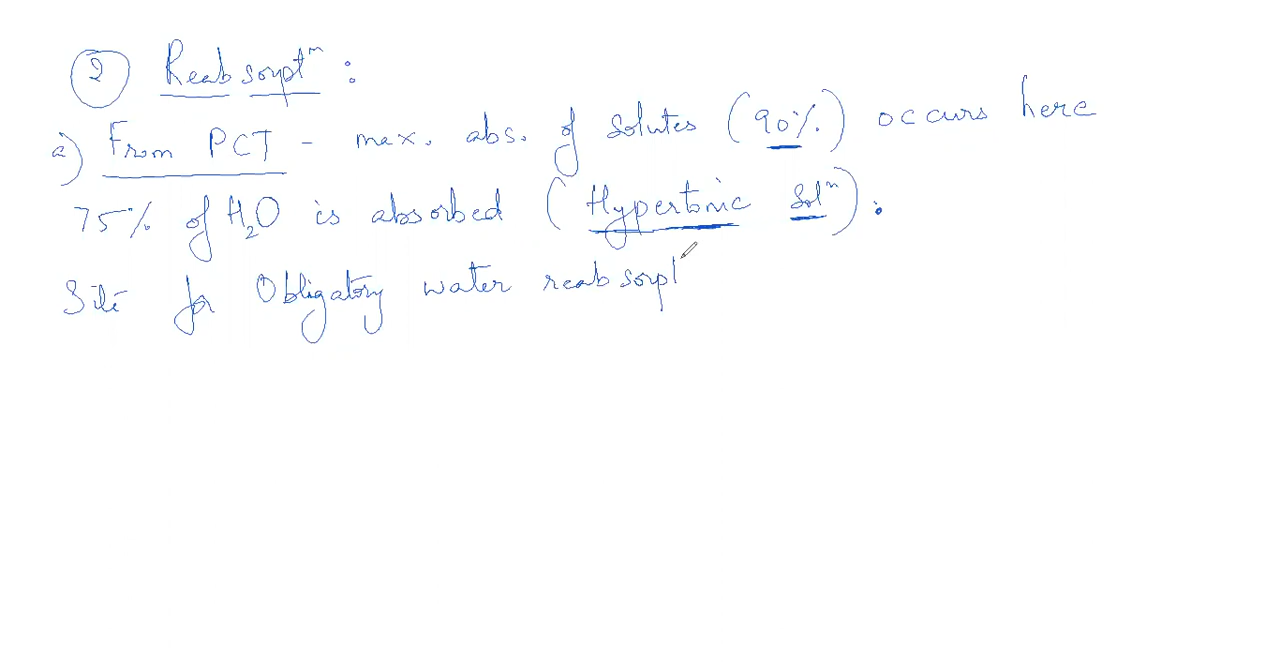 2 Reabsorptⁿ :
a) From PCT - max. abs. of solutes (90%) occurs here
75% of H₂O is absorbed (Hypertonic Solⁿ).
Site for Obligatory water reabsorpt